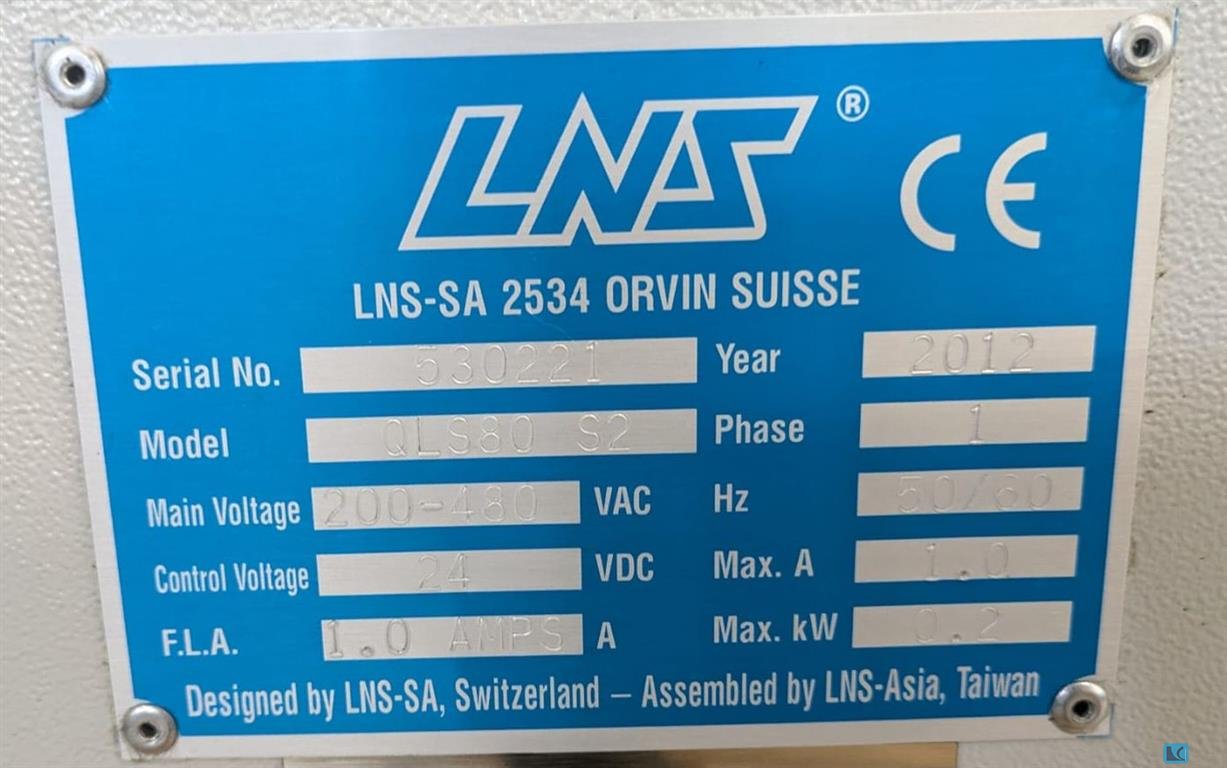 LNS ®
CE
LNS-SA 2534 ORVIN SUISSE
Serial No. 530221 Year 2012
Model QLS80 S2 Phase 1
Main Voltage 200-480 VAC Hz 50/60
Control Voltage 24 VDC Max. A 1.0
F.L.A. 1.0 AMPS A Max. kW 0.2
Designed by LNS-SA, Switzerland – Assembled by LNS-Asia, Taiwan